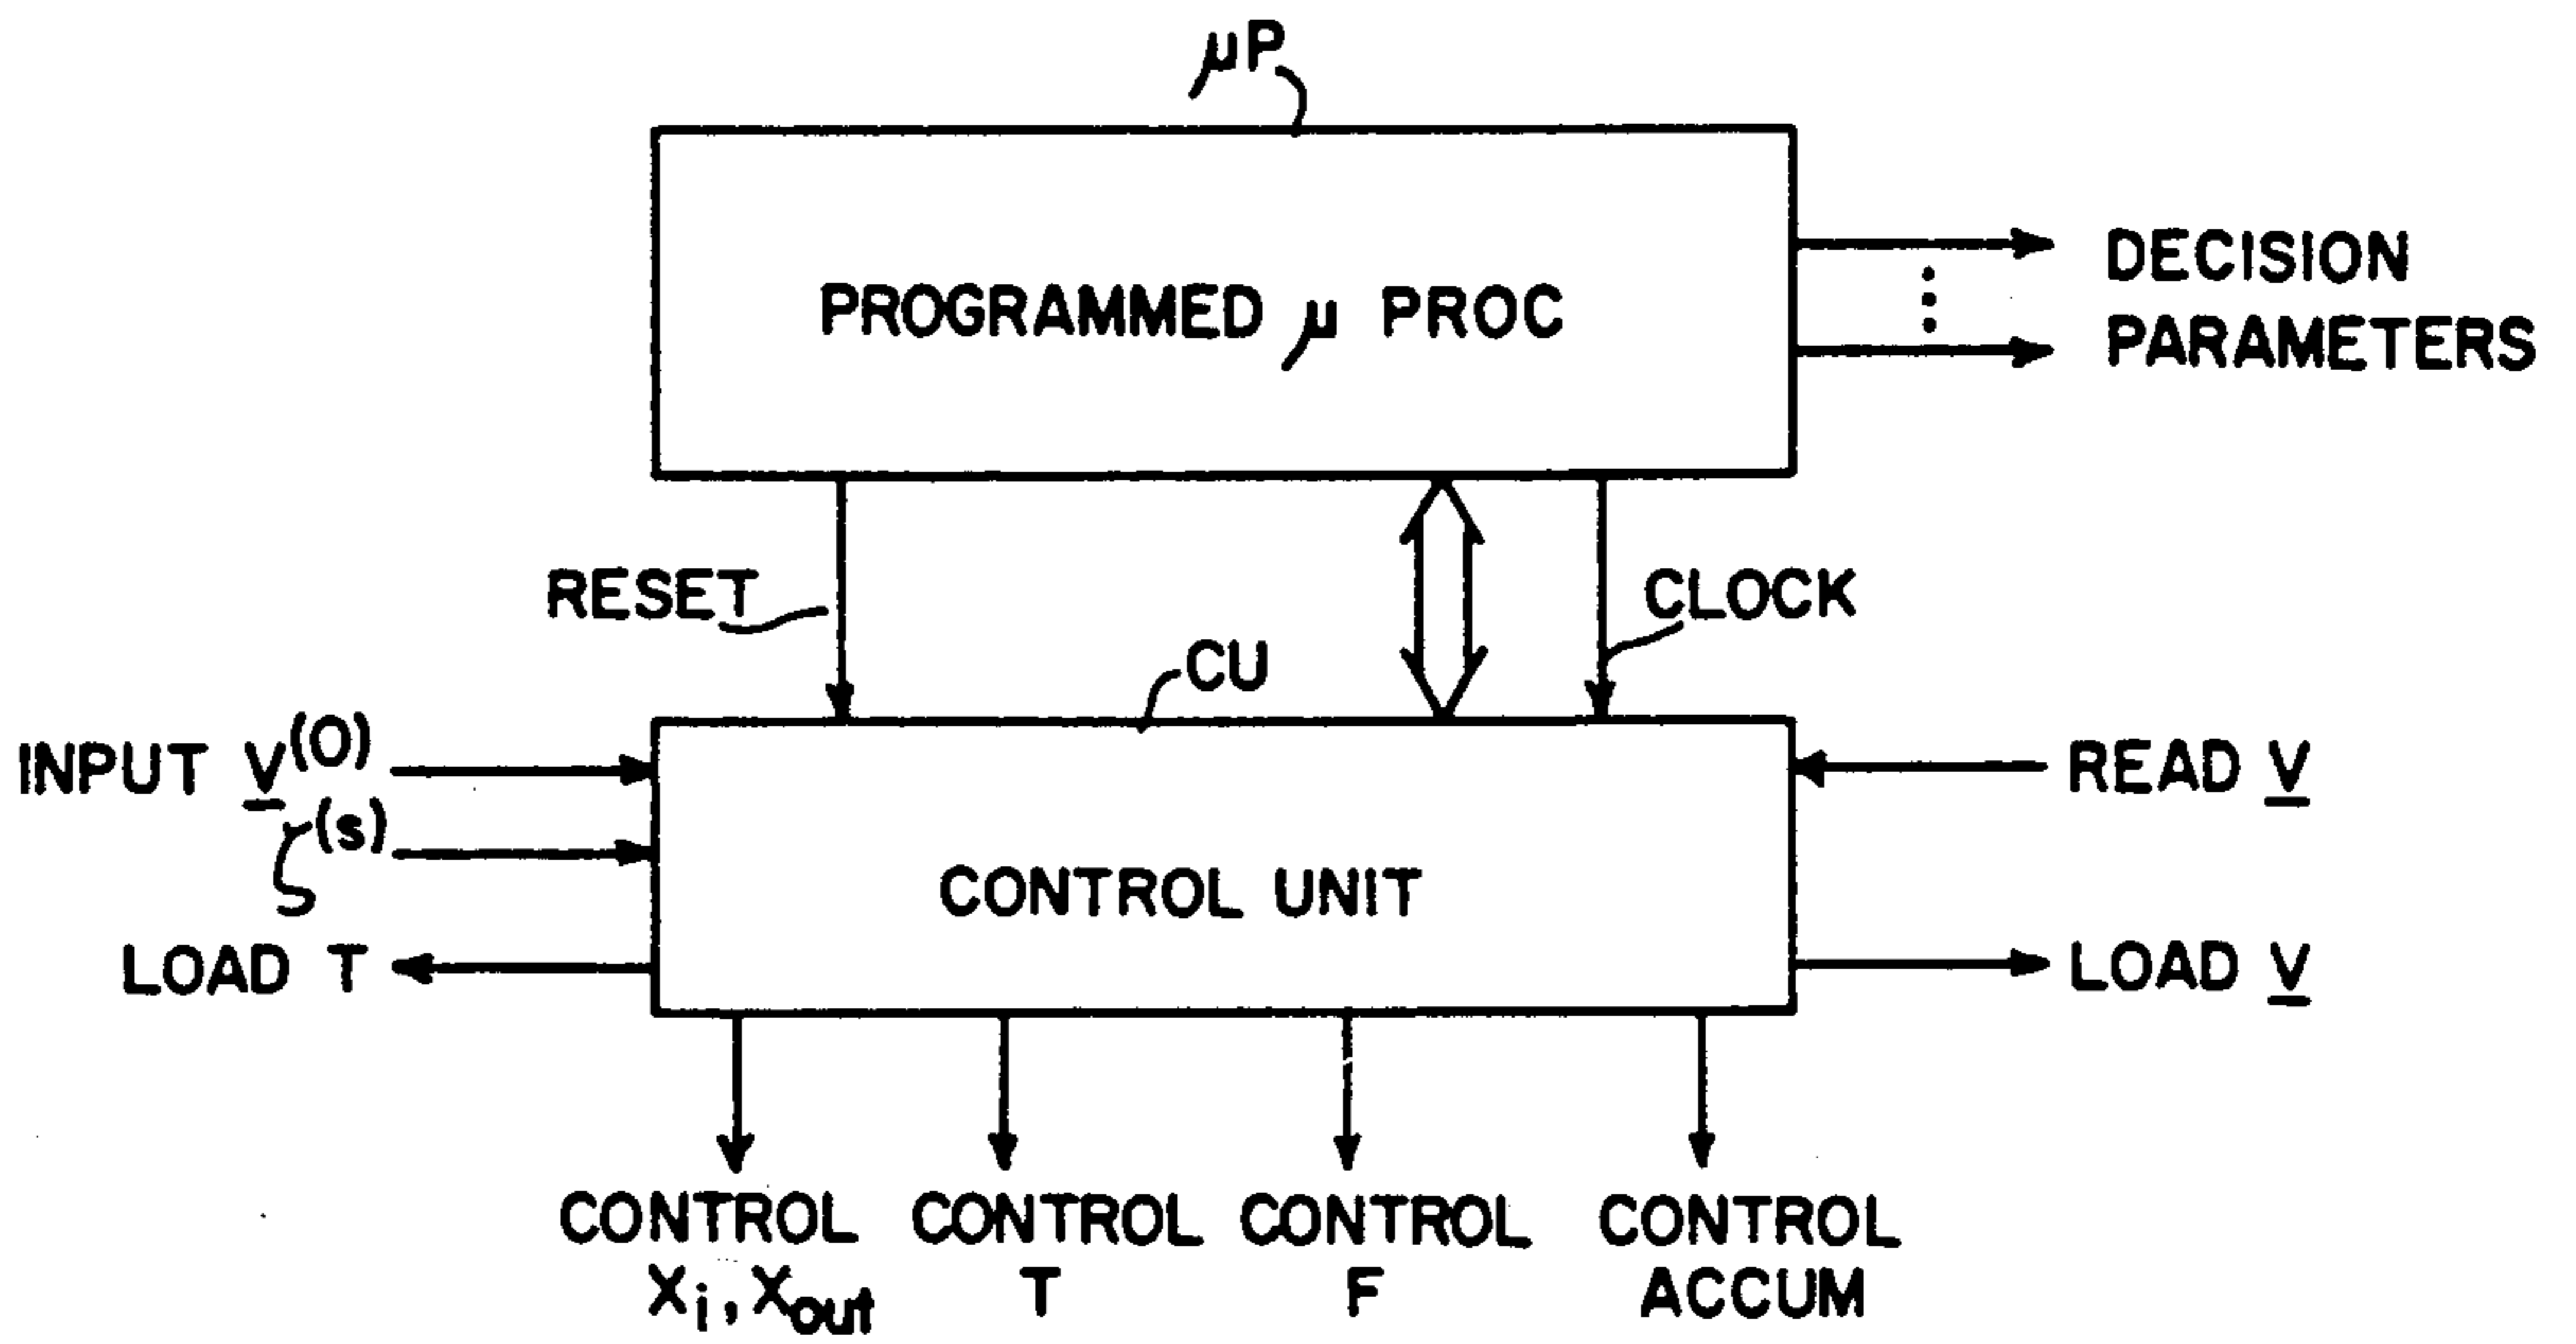 μP
PROGRAMMED μ PROC
DECISION
PARAMETERS
RESET
CLOCK
CU
INPUT V̲(0)
READ V̲
(s)
S
CONTROL UNIT
LOAD T
LOAD V̲
CONTROL
Xi, Xout
CONTROL
T
CONTROL
F
CONTROL
ACCUM